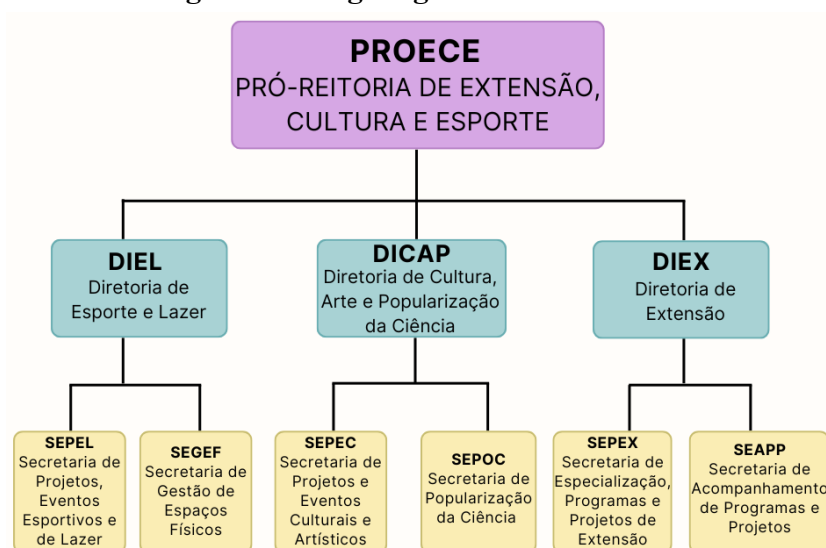 PROECE
PRÓ-REITORIA DE EXTENSÃO,
CULTURA E ESPORTE
DIEL
Diretoria de
Esporte e Lazer
DICAP
Diretoria de Cultura,
Arte e Popularização
da Ciência
DIEX
Diretoria de
Extensão
SEPEL
Secretaria de
Projetos,
Eventos
Esportivos e
de Lazer
SEGEF
Secretaria de
Gestão de
Espaços
Físicos
SEPEC
Secretaria de
Projetos e
Eventos
Culturais e
Artísticos
SEPOC
Secretaria de
Popularização
da Ciência
SEPEX
Secretaria de
Especialização,
Programas e
Projetos de
Extensão
SEAPP
Secretaria de
Acompanhamento
de Programas e
Projetos